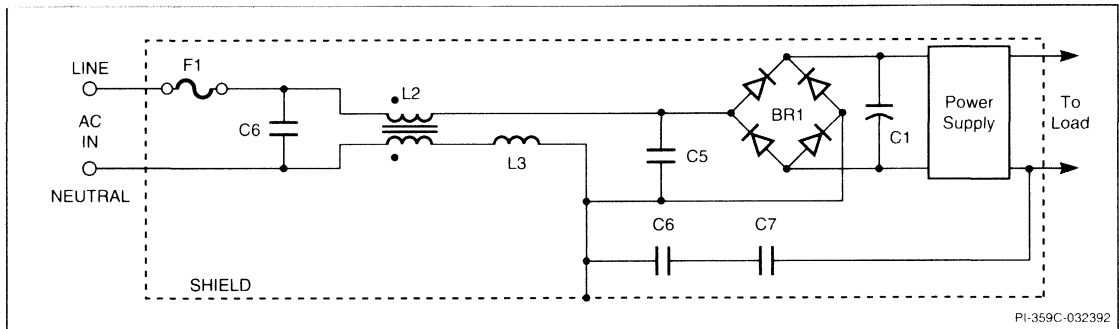 LINE
F1
AC
IN
C6
L2
L3
NEUTRAL
C5
BR1
C1
Power
Supply
To
Load
C6
C7
SHIELD
PI-359C-032392